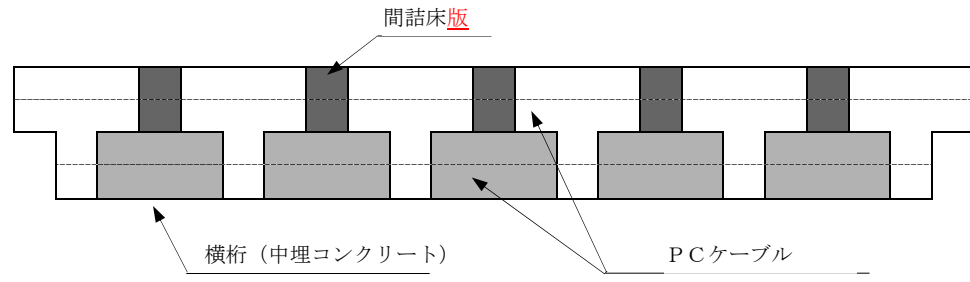 間詰床版
横桁（中埋コンクリート）
ＰＣケーブル